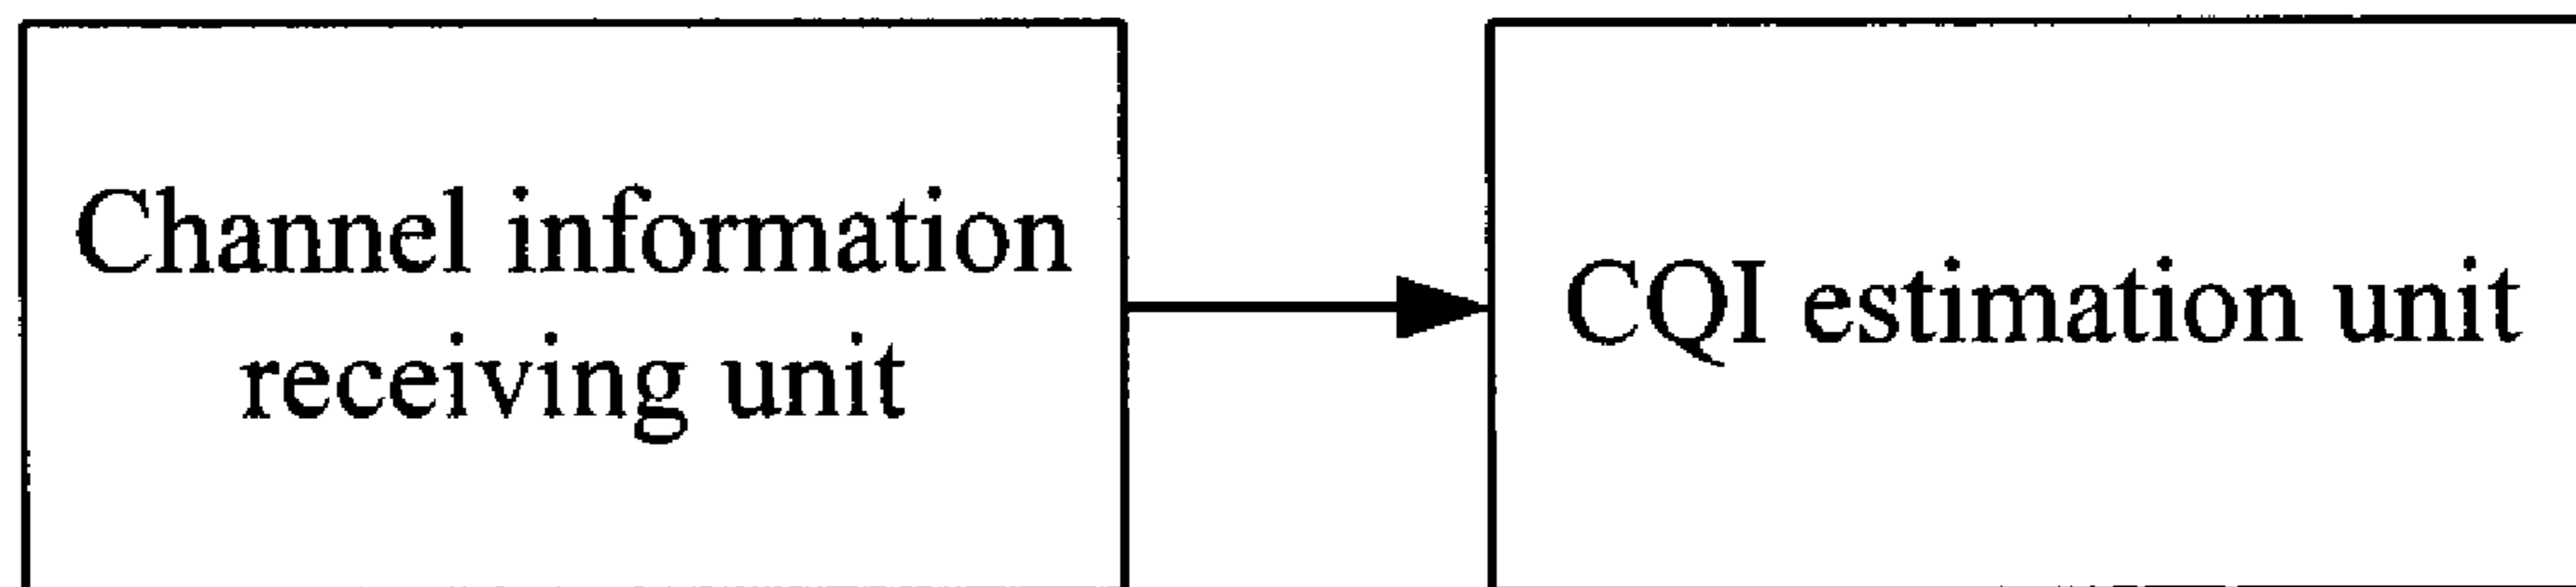 Channel information
receiving unit
CQI estimation unit